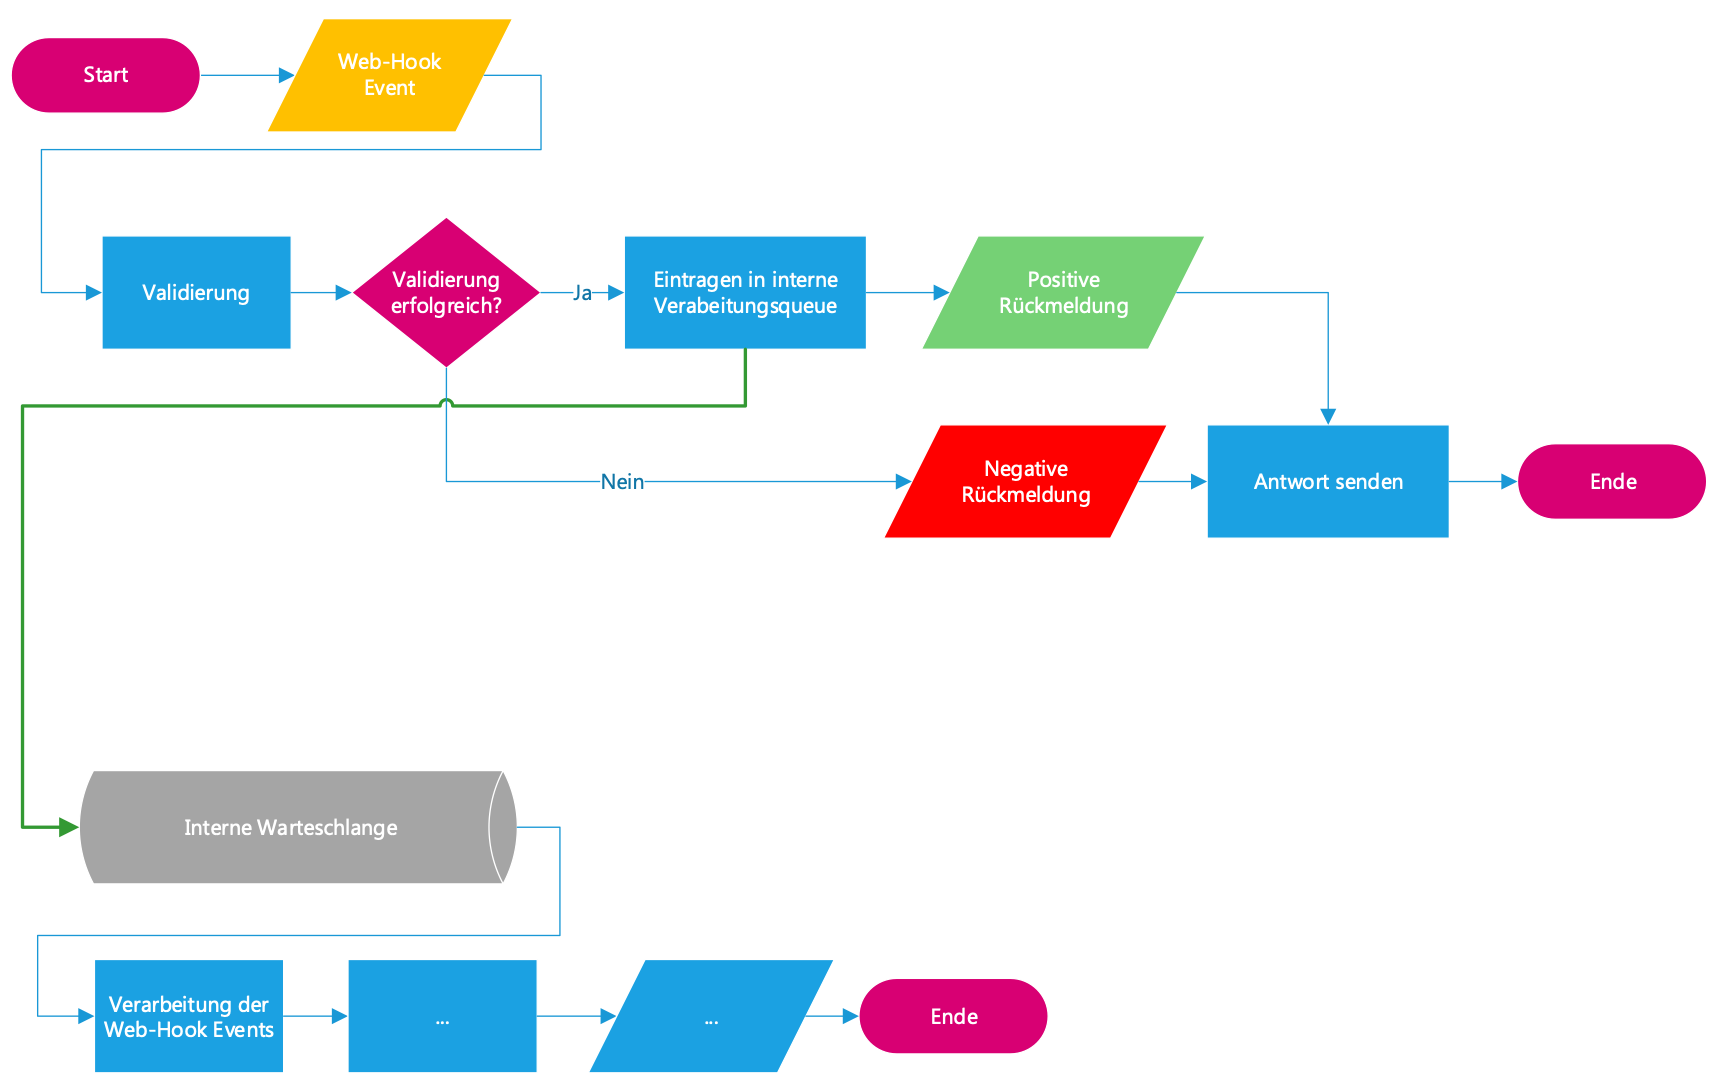 Start
Web-Hook
Event
Validierung
Validierung
erfolgreich?
Ja
Eintragen in interne
Verabeitungsqueue
Positive
Rückmeldung
Nein
Negative
Rückmeldung
Antwort senden
Ende
Interne Warteschlange
Verarbeitung der
Web-Hook Events
...
...
Ende